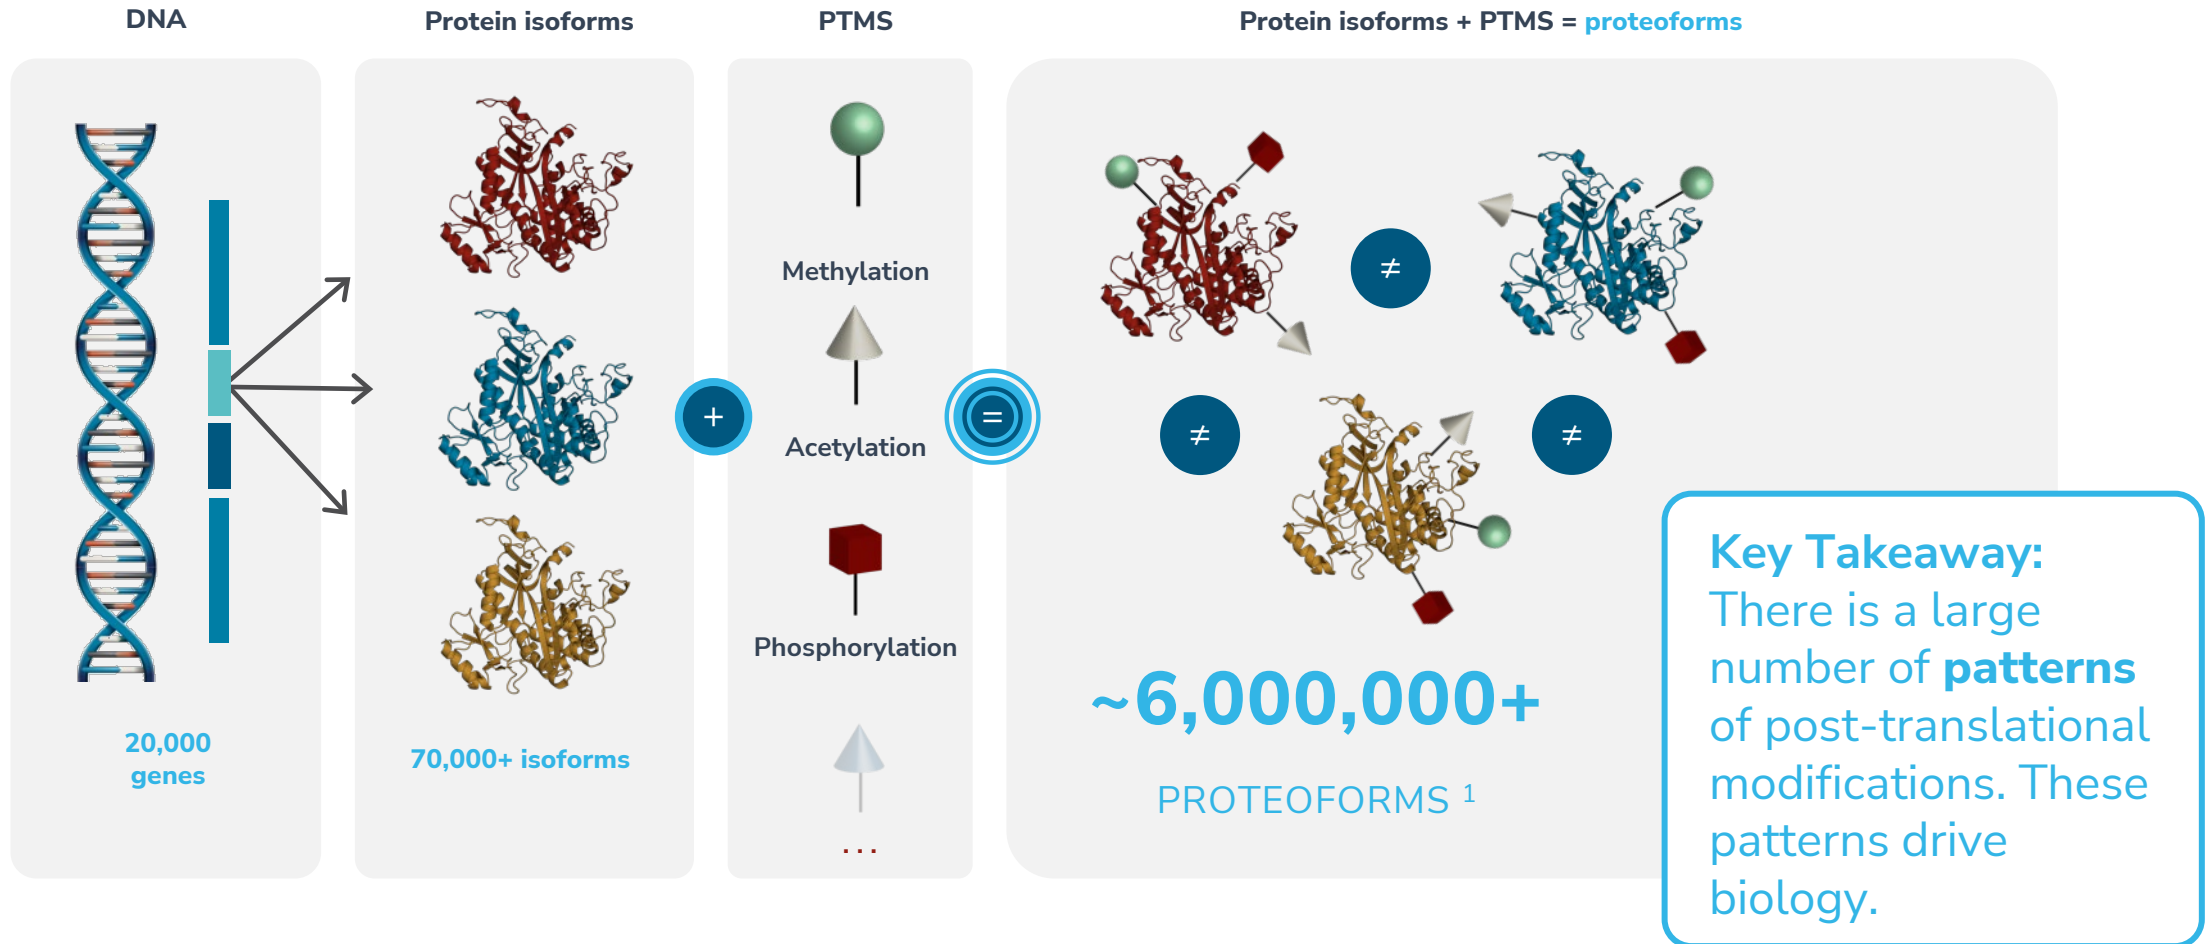 DNA
Protein isoforms
PTMS
Protein isoforms + PTMS = proteoforms
20,000
genes
70,000+ isoforms
+
Methylation
Acetylation
Phosphorylation
...
=
≠
≠
≠
~6,000,000+
PROTEOFORMS 1
Key Takeaway:
There is a large
number of patterns
of post-translational
modifications. These
patterns drive
biology.